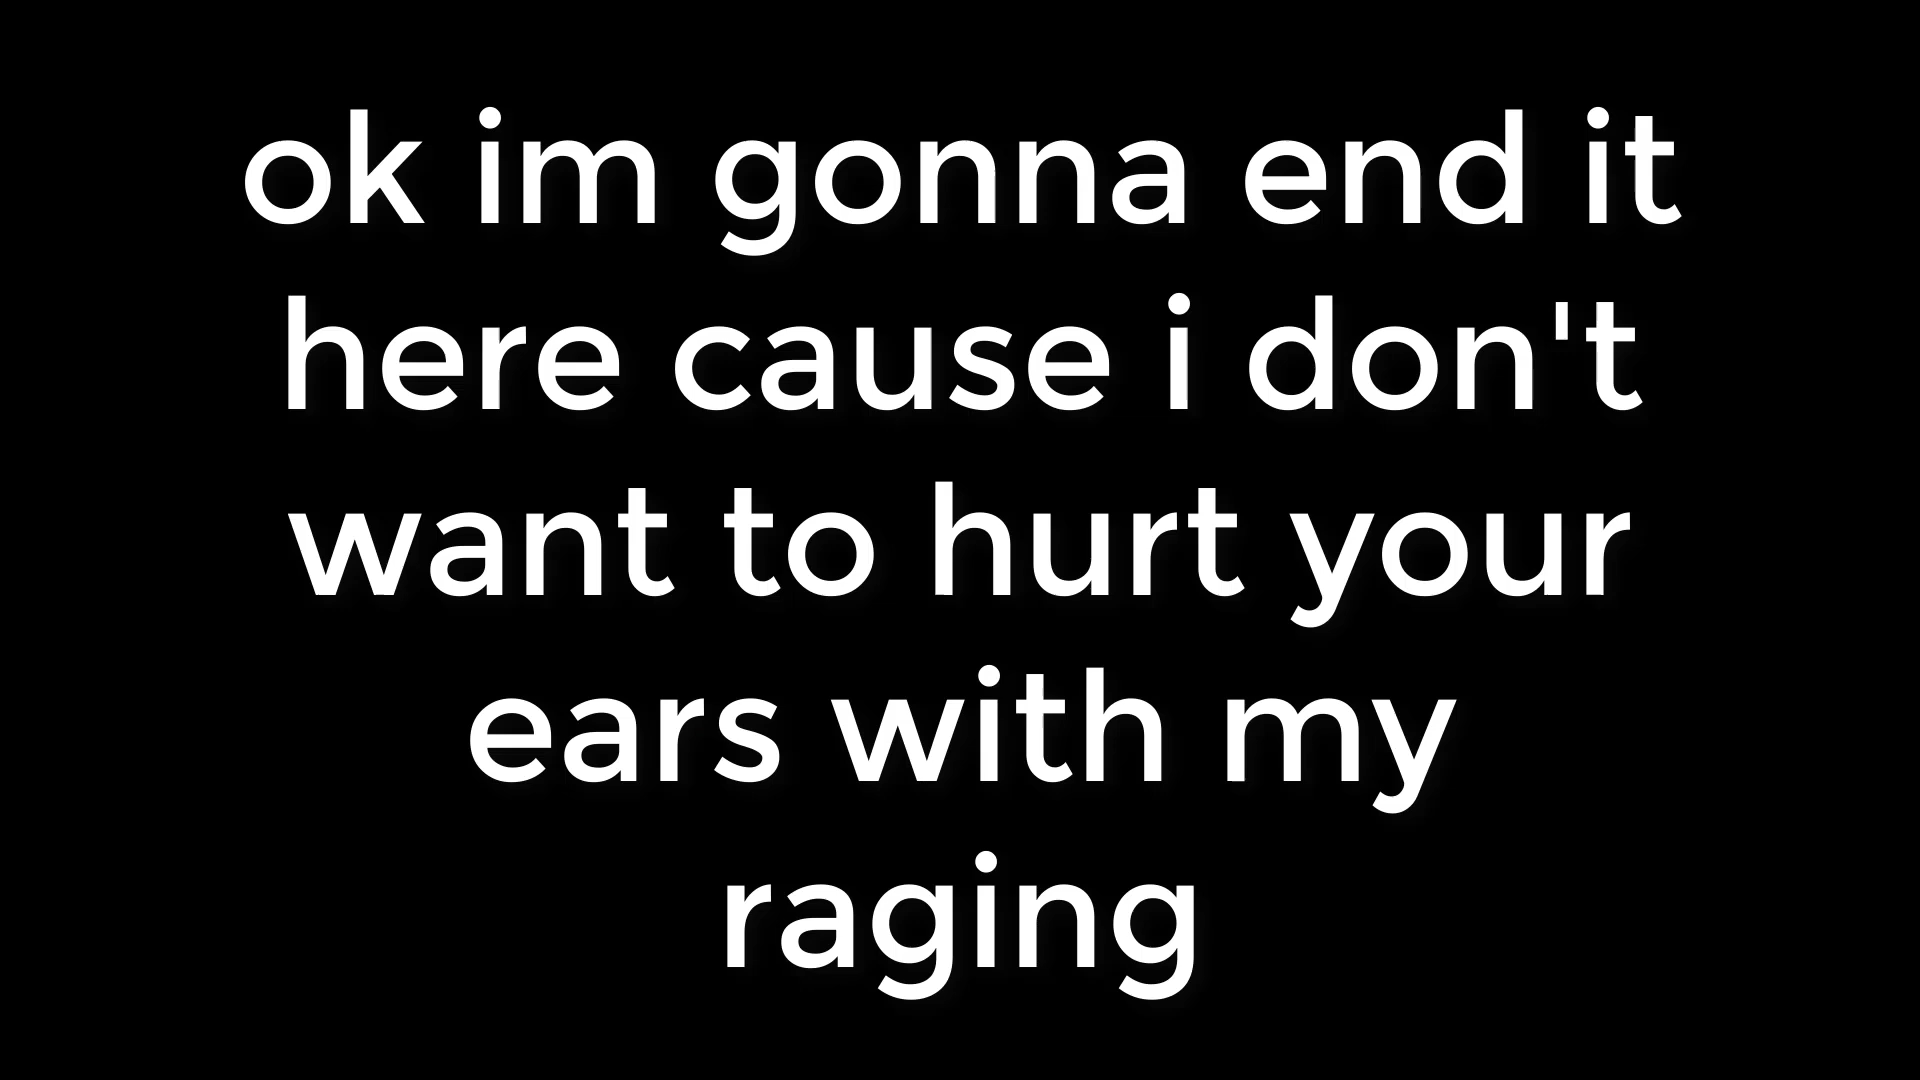 ok im gonna end it
here cause i don't
want to hurt your
ears with my
raging